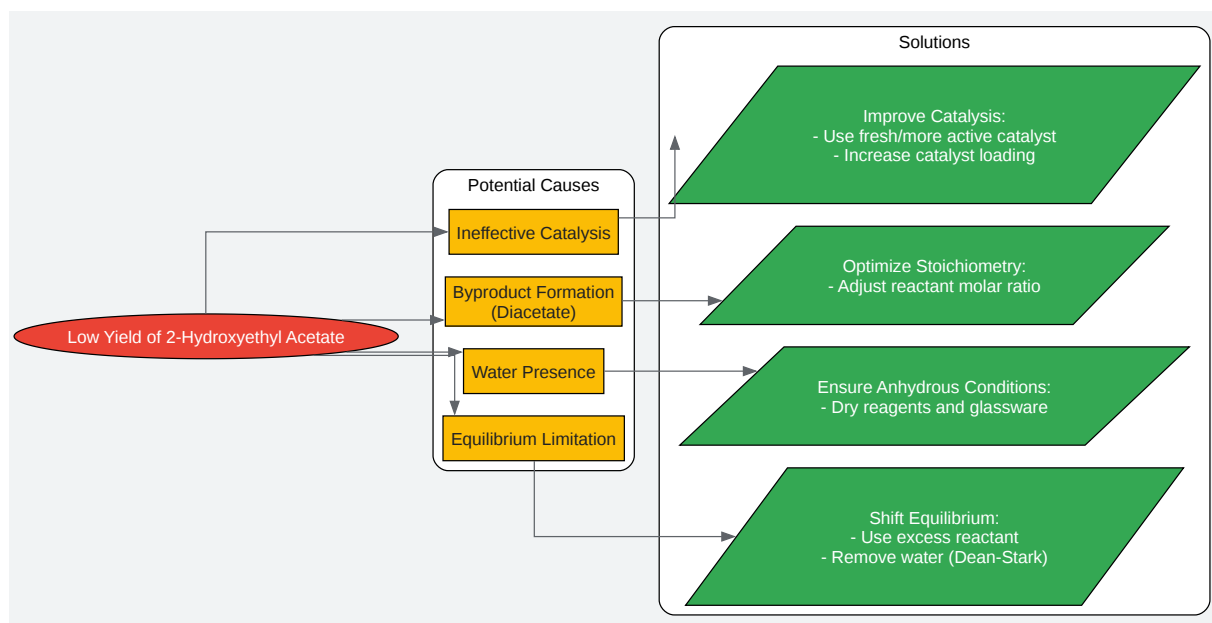 Low Yield of 2-Hydroxyethyl Acetate
Potential Causes
Ineffective Catalysis
Byproduct Formation
(Diacetate)
Water Presence
Equilibrium Limitation
Solutions
Improve Catalysis:
- Use fresh/more active catalyst
- Increase catalyst loading
Optimize Stoichiometry:
- Adjust reactant molar ratio
Ensure Anhydrous Conditions:
- Dry reagents and glassware
Shift Equilibrium:
- Use excess reactant
- Remove water (Dean-Stark)